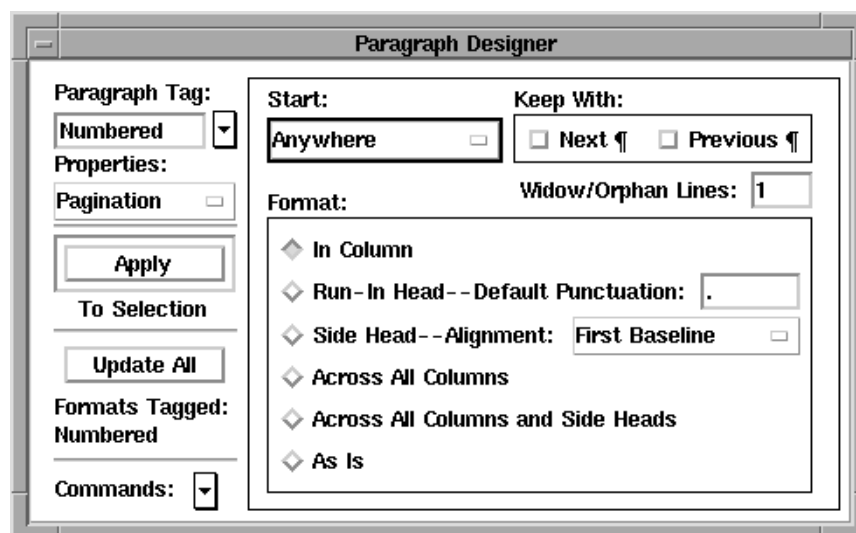 Paragraph Designer
Paragraph Tag:
Numbered
Properties:
Pagination
Apply
To Selection
Update All
Formats Tagged:
Numbered
Commands:
Start:
Anywhere
Keep With:
Next ¶ Previous ¶
Widow/Orphan Lines: 1
Format:
In Column
Run-In Head--Default Punctuation: .
Side Head--Alignment: First Baseline
Across All Columns
Across All Columns and Side Heads
As Is